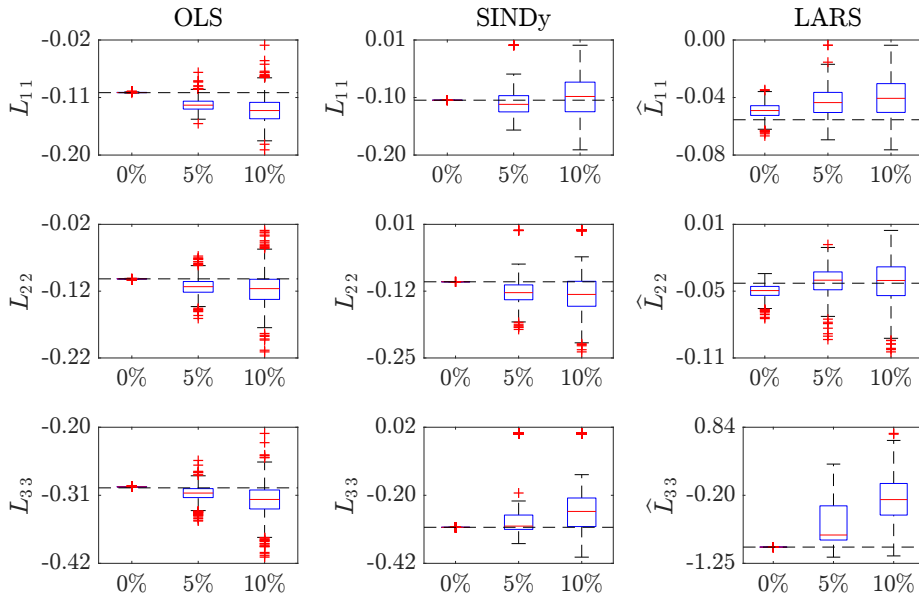 OLS SINDy LARS
-0.02 0.01 0.00
L11 -0.11 L11 -0.10 L̂11 -0.04
-0.20 -0.20 -0.08
0% 5% 10% 0% 5% 10% 0% 5% 10%
-0.02 0.01 0.01
L22 -0.12 L22 -0.12 L̂22 -0.05
-0.22 -0.25 -0.11
0% 5% 10% 0% 5% 10% 0% 5% 10%
-0.20 0.02 0.84
L33 -0.31 L33 -0.20 L̂33 -0.20
-0.42 -0.42 -1.25
0% 5% 10% 0% 5% 10% 0% 5% 10%